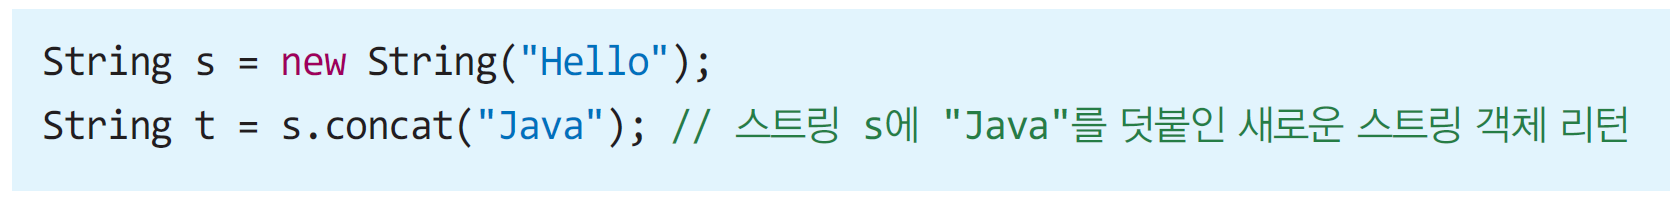 String s = new String("Hello");
String t = s.concat("Java"); // 스트링 s에 "Java"를 덧붙인 새로운 스트링 객체 리턴